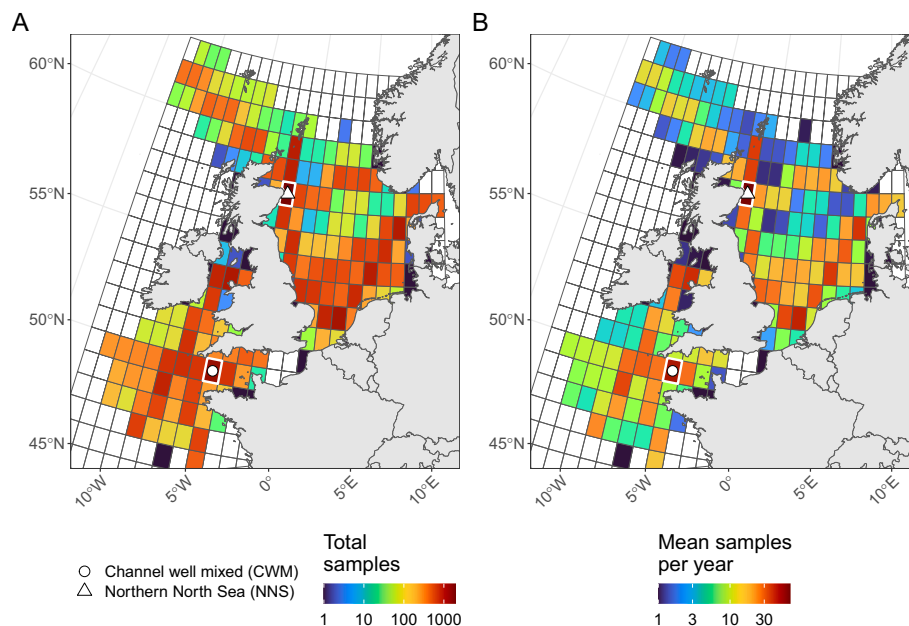 A
B
60°N
55°N
50°N
45°N
10°W
5°W
0°
5°E
10°E
60°N
55°N
50°N
45°N
10°W
5°W
0°
5°E
10°E
Channel well mixed (CWM)
Northern North Sea (NNS)
Total
samples
1 10 100 1000
Mean samples
per year
1 3 10 30